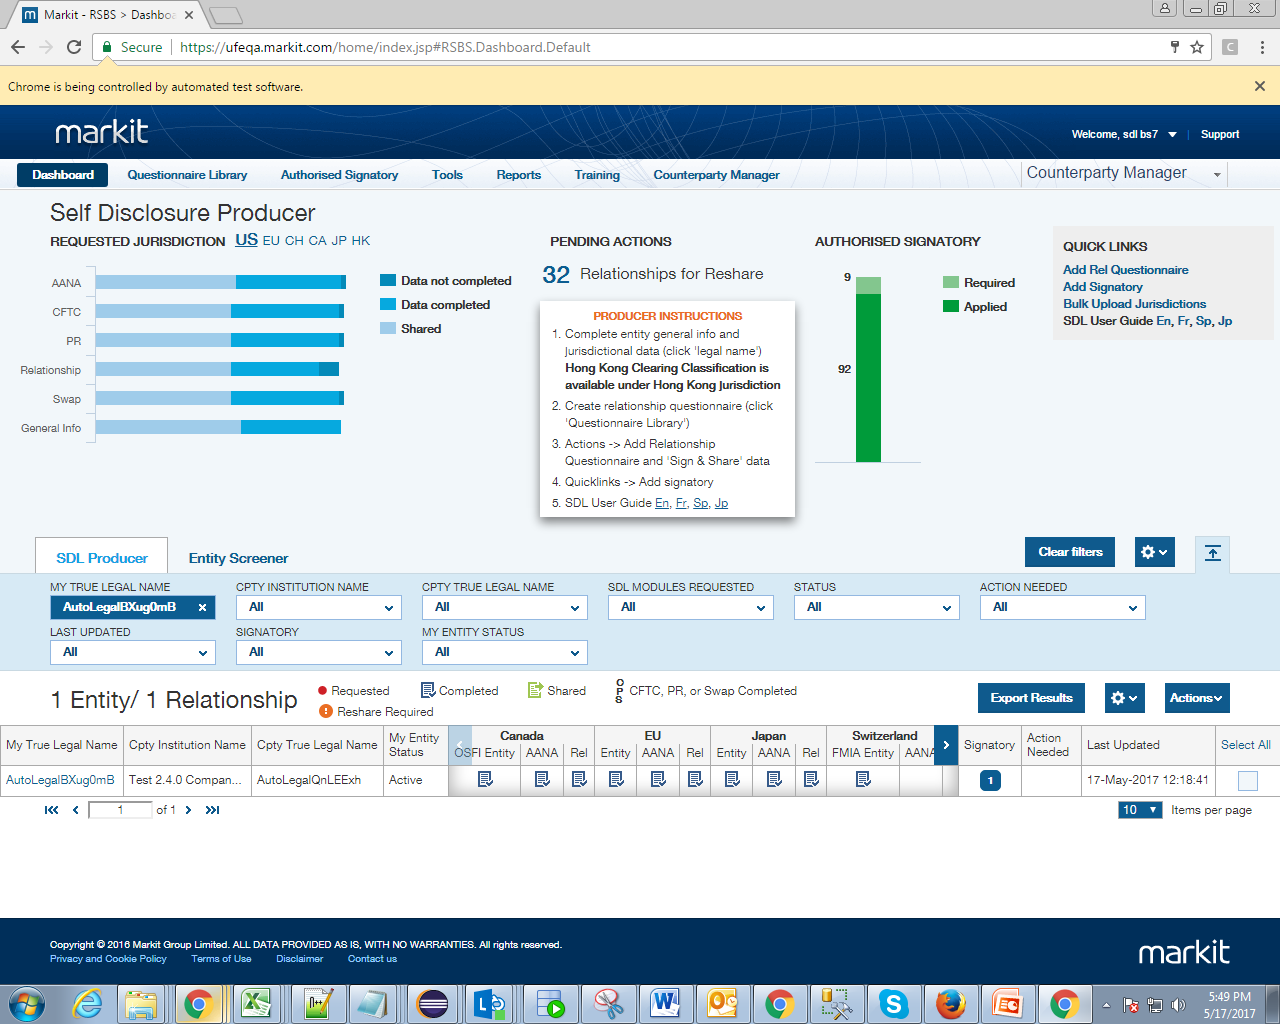 Markit - RSBS > Dashbo
Secure https://ufeqa.markit.com/home/index.jsp#RSBS.Dashboard.Default
Chrome is being controlled by automated test software.
markit
Welcome, sdl bs7 Support
Dashboard Questionnaire Library Authorised Signatory Tools Reports Training Counterparty Manager Counterparty Manager
Self Disclosure Producer
REQUESTED JURISDICTION US EU CH CA JP HK
AANA
CFTC
PR
Relationship
Swap
General Info
Data not completed
Data completed
Shared
PENDING ACTIONS
32 Relationships for Reshare
PRODUCER INSTRUCTIONS
1. Complete entity general info and
jurisdictional data (click 'legal name')
Hong Kong Clearing Classification is
available under Hong Kong Jurisdiction
2. Create relationship questionnaire (click
'Questionnaire Library')
3. Actions -> Add Relationship
Questionnaire and 'Sign & Share' data
4. Quicklinks -> Add signatory
5. SDL User Guide En, Fr, Sp, Jp
AUTHORISED SIGNATORY
9
92
Required
Applied
QUICK LINKS
Add Rel Questionnaire
Add Signatory
Bulk Upload Jurisdictions
SDL User Guide En, Fr, Sp, Jp
SDL Producer Entity Screener Clear filters
MY TRUE LEGAL NAME CPTY INSTITUTION NAME CPTY TRUE LEGAL NAME SDL MODULES REQUESTED STATUS ACTION NEEDED
AutoLegalBXug0mB All All All All All
LAST UPDATED SIGNATORY MY ENTITY STATUS
All All All
1 Entity/ 1 Relationship
Requested Completed Shared OPS CFTC, PR, or Swap Completed
Reshare Required
Export Results Actions
My True Legal Name Cpty Institution Name Cpty True Legal Name My Entity Status Canada EU Japan Switzerland Signatory Action Needed Last Updated Select All
OSFI Entity AANA Rel Entity AANA Rel Entity AANA Rel FMIA Entity AANA
AutoLegalBXug0mB Test 2.4.0 Compan... AutoLegalQnLEExh Active 1 17-May-2017 12:18:41
1 of 1 10 Items per page
Copyright © 2016 Markit Group Limited. ALL DATA PROVIDED AS IS, WITH NO WARRANTIES. All rights reserved.
Privacy and Cookie Policy Terms of Use Disclaimer Contact us
markit
5:49 PM
5/17/2017